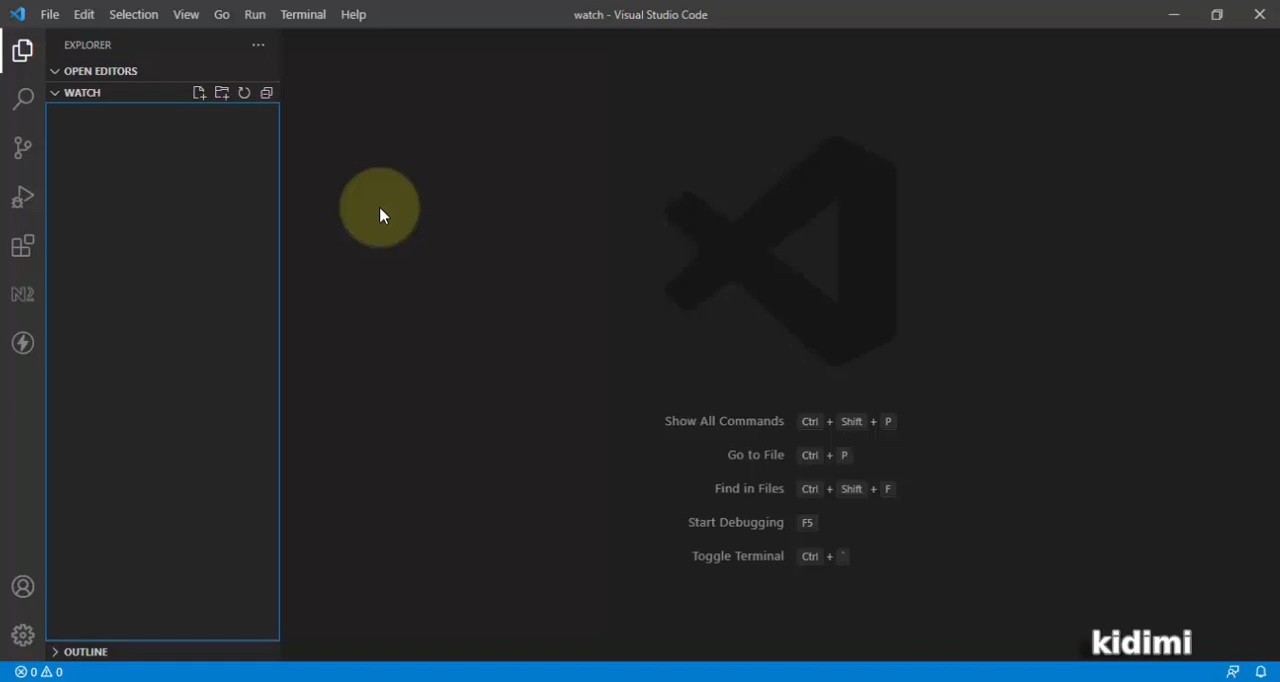 File Edit Selection View Go Run Terminal Help
watch - Visual Studio Code
EXPLORER
OPEN EDITORS
WATCH
Show All Commands Ctrl + Shift + P
Go to File Ctrl + P
Find in Files Ctrl + Shift + F
Start Debugging F5
Toggle Terminal Ctrl + `
kidimi
OUTLINE
0 0